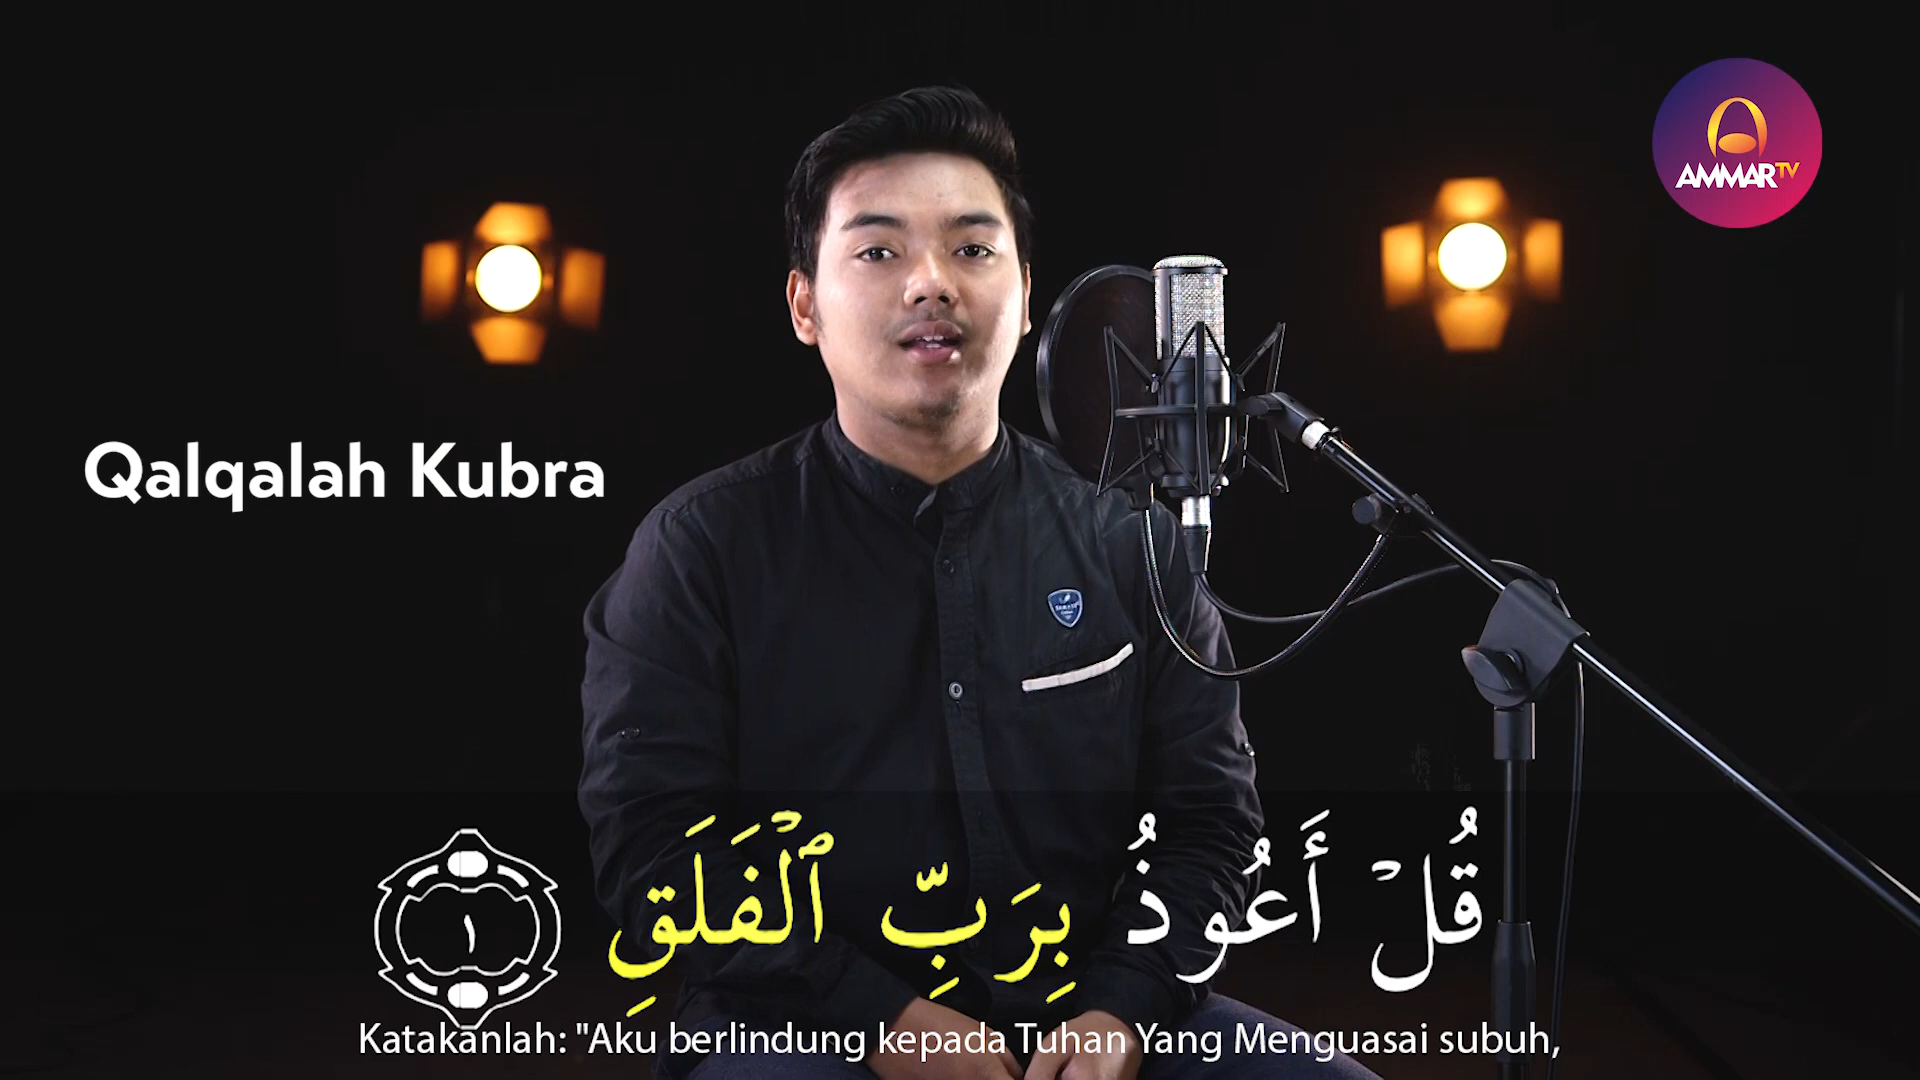 AMMARTV
Qalqalah Kubra
قُلْ أَعُوذُ بِرَبِّ ٱلْفَلَقِ ١
Katakanlah: "Aku berlindung kepada Tuhan Yang Menguasai subuh,